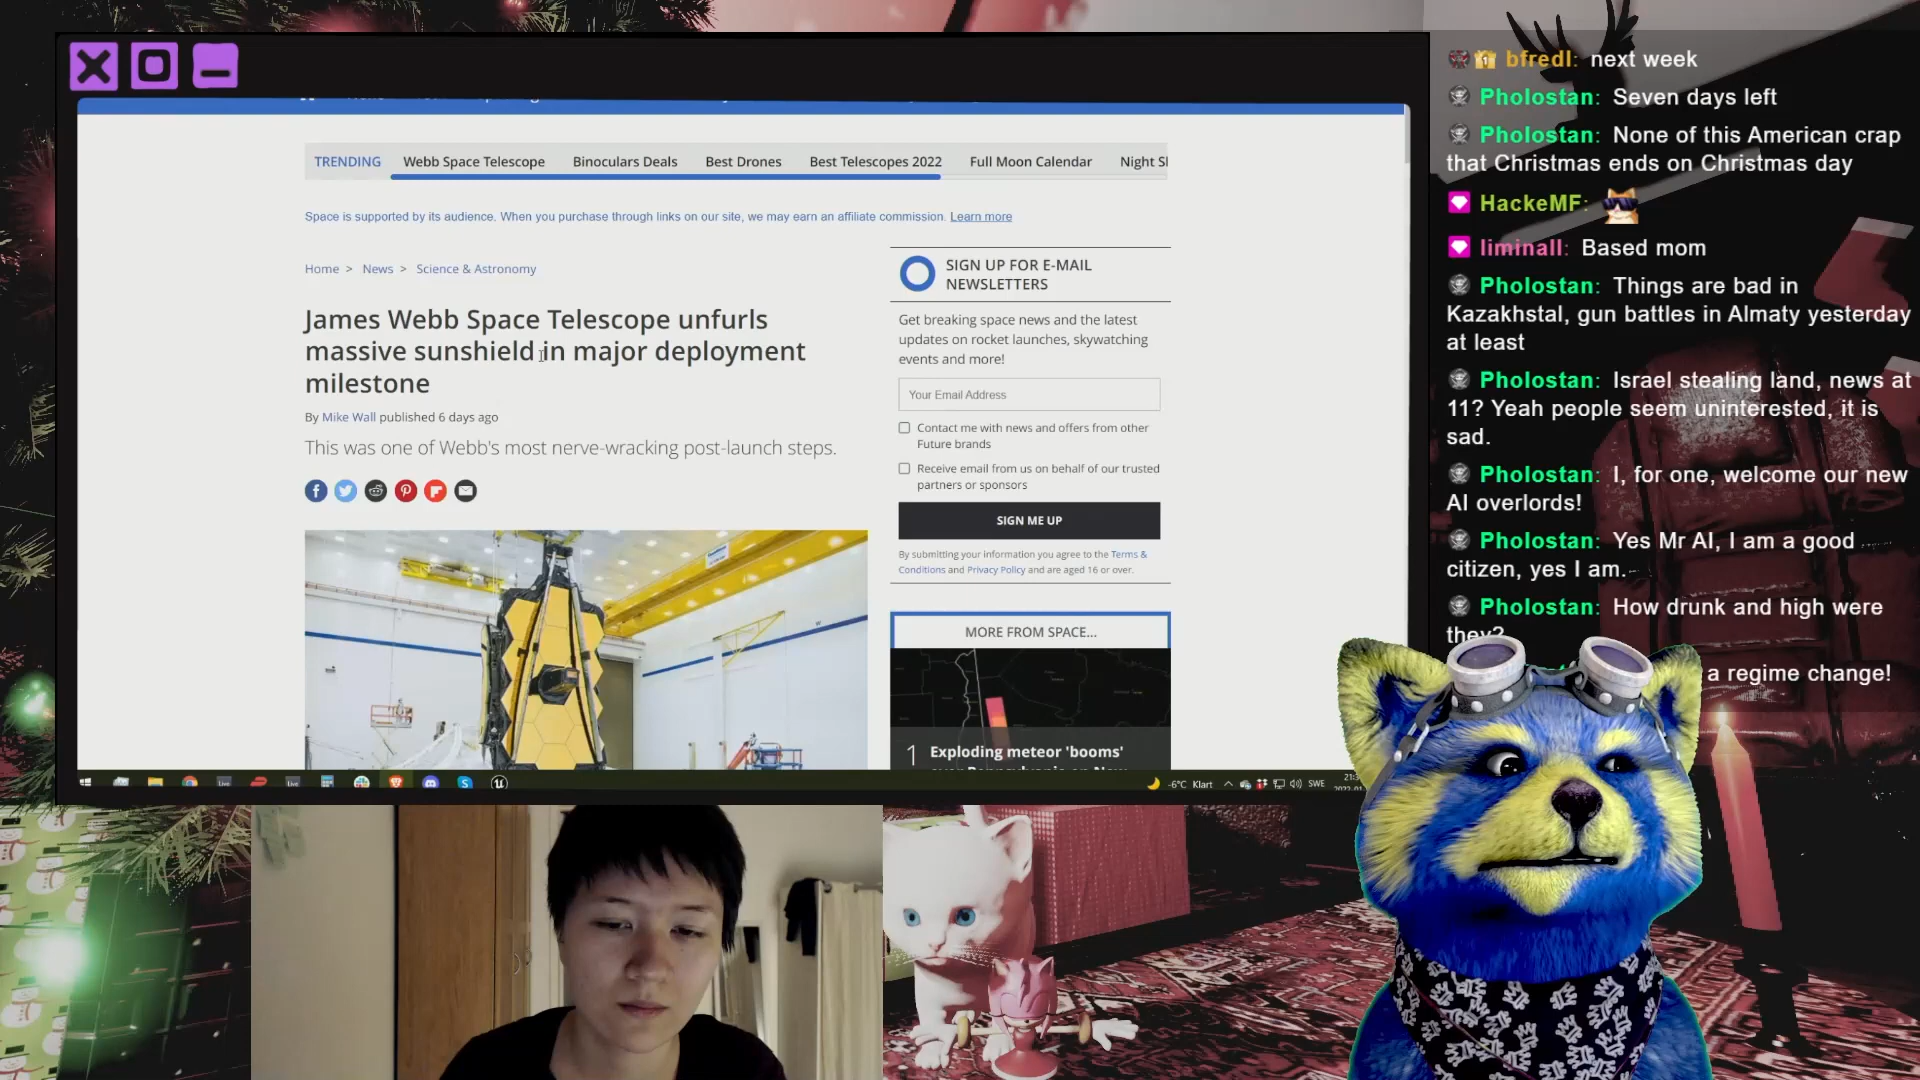 TRENDING Webb Space Telescope Binoculars Deals Best Drones Best Telescopes 2022 Full Moon Calendar Night S
Space is supported by its audience. When you purchase through links on our site, we may earn an affiliate commission. Learn more
Home > News > Science & Astronomy
James Webb Space Telescope unfurls
massive sunshield in major deployment
milestone
By Mike Wall published 6 days ago
This was one of Webb's most nerve-wracking post-launch steps.
SIGN UP FOR E-MAIL
NEWSLETTERS
Get breaking space news and the latest
updates on rocket launches, skywatching
events and more!
Your Email Address
Contact me with news and offers from other
Future brands
Receive email from us on behalf of our trusted
partners or sponsors
SIGN ME UP
By submitting your information you agree to the Terms &
Conditions and Privacy Policy and are aged 16 or over.
MORE FROM SPACE...
1 Exploding meteor 'booms'
-6°C Klart SWE
bfredl: next week
Pholostan: Seven days left
Pholostan: None of this American crap
that Christmas ends on Christmas day
HackeMF:
liminall: Based mom
Pholostan: Things are bad in
Kazakhstal, gun battles in Almaty yesterday
at least
Pholostan: Israel stealing land, news at
11? Yeah people seem uninterested, it is
sad.
Pholostan: I, for one, welcome our new
AI overlords!
Pholostan: Yes Mr AI, I am a good
citizen, yes I am.
Pholostan: How drunk and high were
they?
a regime change!